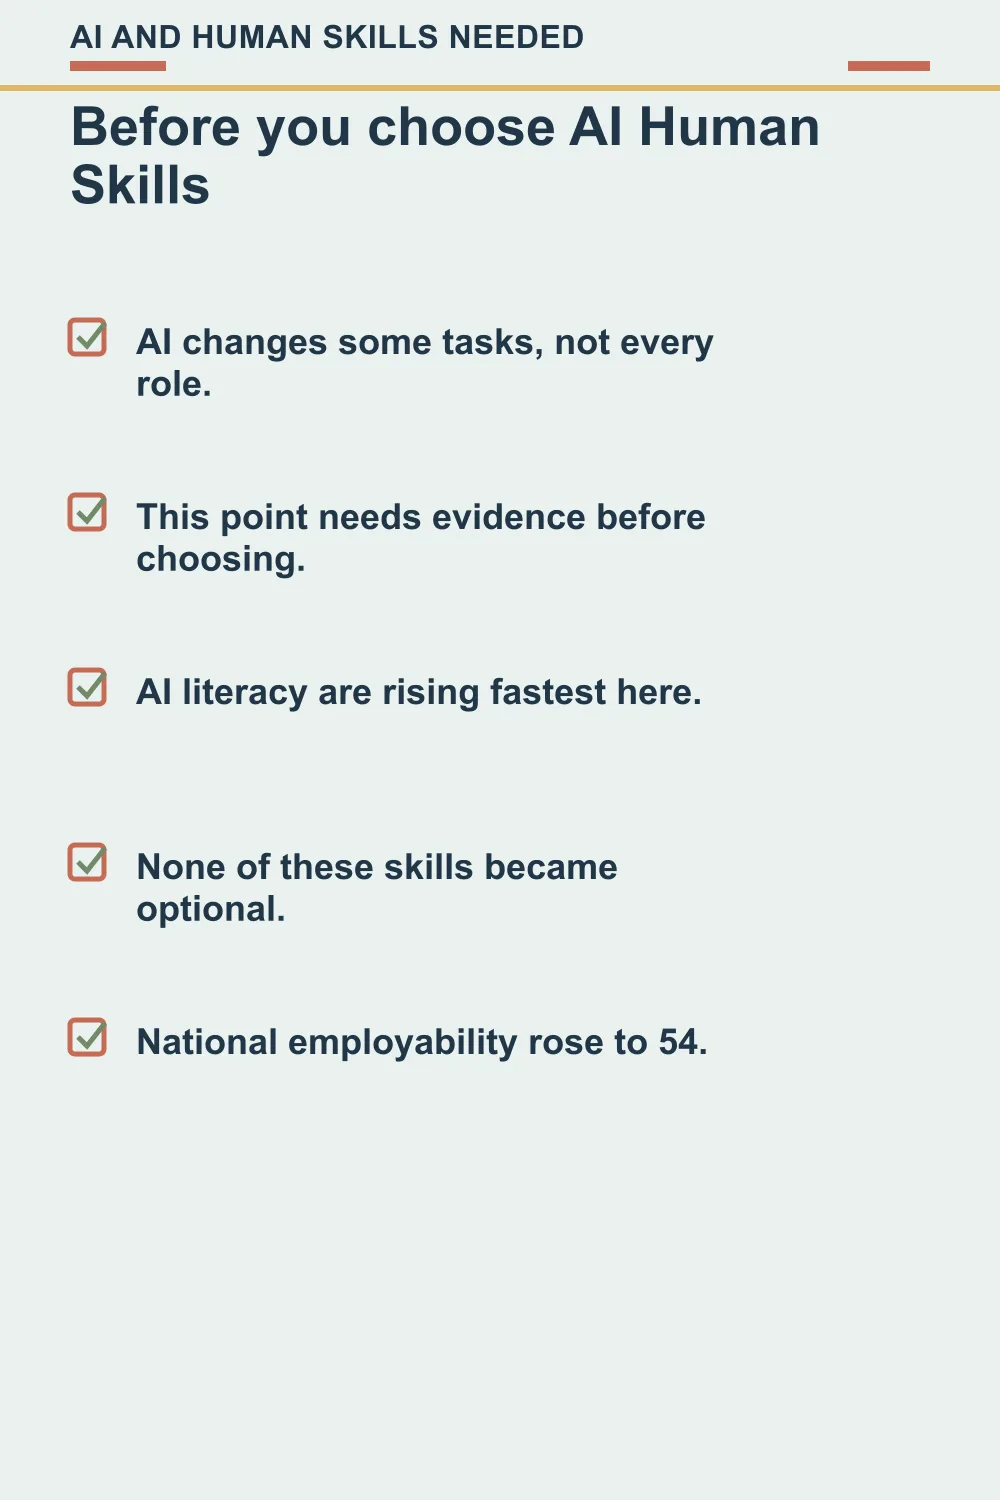 AI AND HUMAN SKILLS NEEDED
Before you choose AI Human
Skills
AI changes some tasks, not every
role.
This point needs evidence before
choosing.
AI literacy are rising fastest here.
None of these skills became
optional.
National employability rose to 54.